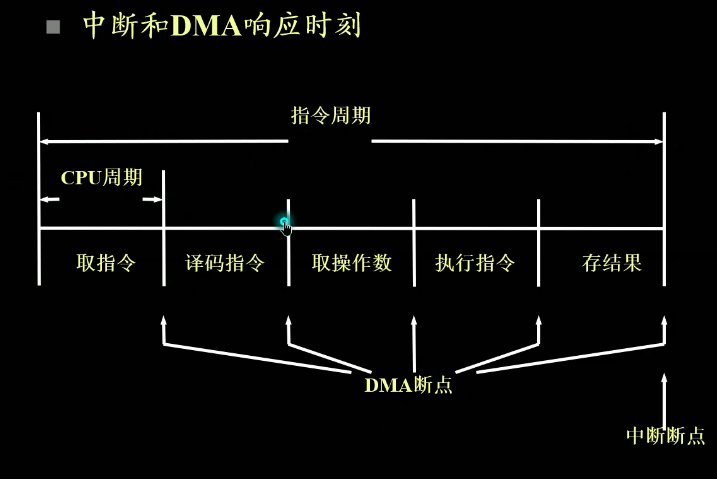 中断和DMA响应时刻
指令周期
CPU周期
取指令 译码指令 取操作数 执行指令 存结果
DMA断点
中断断点